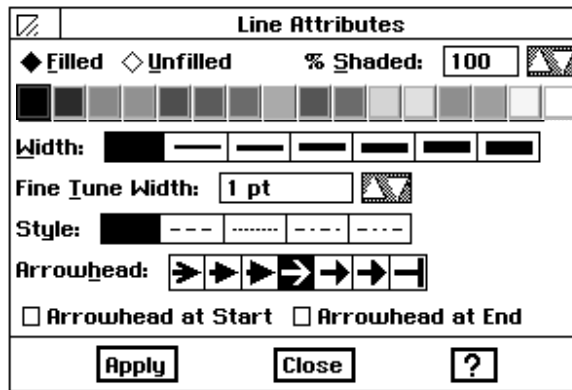 Line Attributes
Filled Unfilled % Shaded: 100
Width:
Fine Tune Width: 1 pt
Style:
Arrowhead:
Arrowhead at Start Arrowhead at End
Apply Close ?